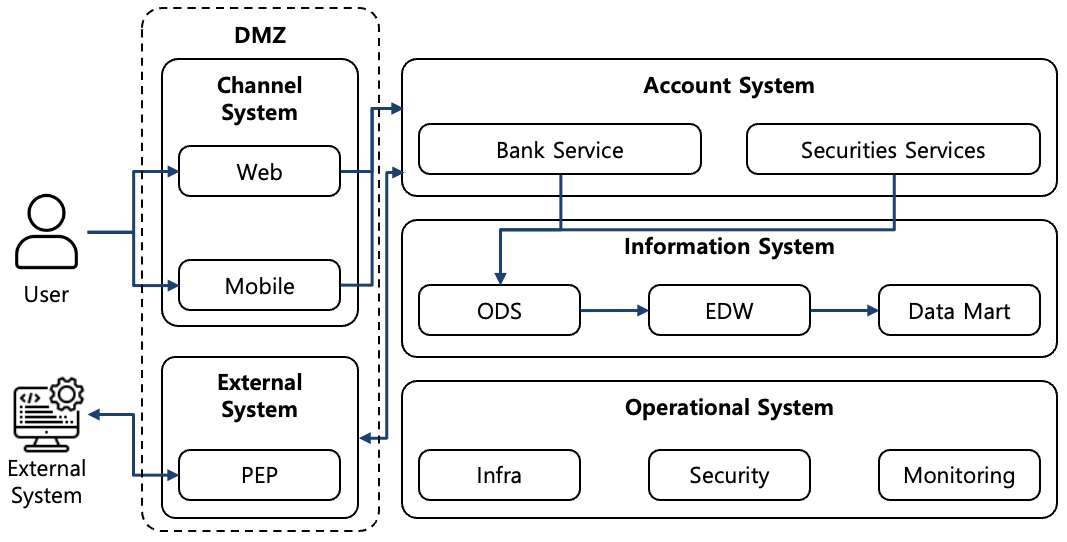 DMZ
Channel
System
Web
Mobile
User
External
System
PEP
External
System
Account System
Bank Service
Securities Services
Information System
ODS
EDW
Data Mart
Operational System
Infra
Security
Monitoring